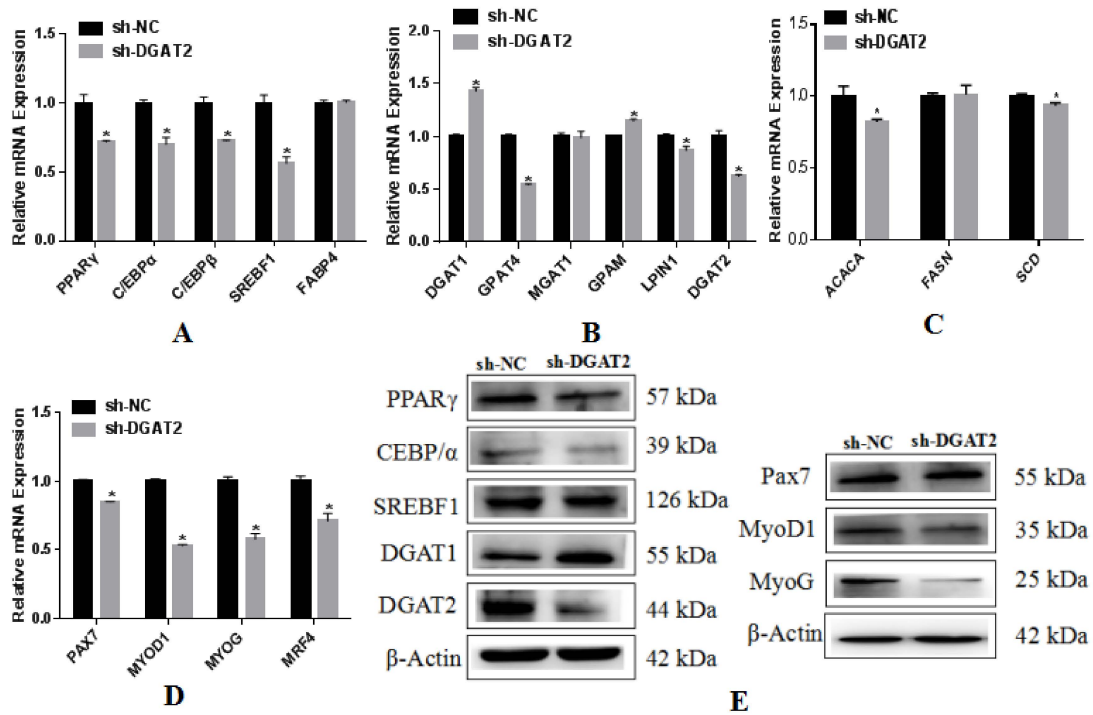 sh-NC
sh-DGAT2
Relative mRNA Expression
1.5
1.0
0.5
0.0
* * * *
PPARγ C/EBPα C/EBPβ SREBF1 FABP4
A
sh-NC
sh-DGAT2
Relative mRNA Expression
2.0
1.5
1.0
0.5
0.0
* * * * *
DGAT1 GPAT4 MGAT1 GPAM LPIN1 DGAT2
B
sh-NC
sh-DGAT2
Relative mRNA Expression
1.5
1.0
0.5
0.0
* *
ACACA FASN SCD
C
sh-NC
sh-DGAT2
Relative mRNA Expression
1.5
1.0
0.5
0.0
* * * *
PAX7 MYOD1 MYOG MRF4
D
sh-NC sh-DGAT2
PPARγ 57 kDa
CEBP/α 39 kDa
SREBF1 126 kDa
DGAT1 55 kDa
DGAT2 44 kDa
β-Actin 42 kDa
sh-NC sh-DGAT2
Pax7 55 kDa
MyoD1 35 kDa
MyoG 25 kDa
β-Actin 42 kDa
E